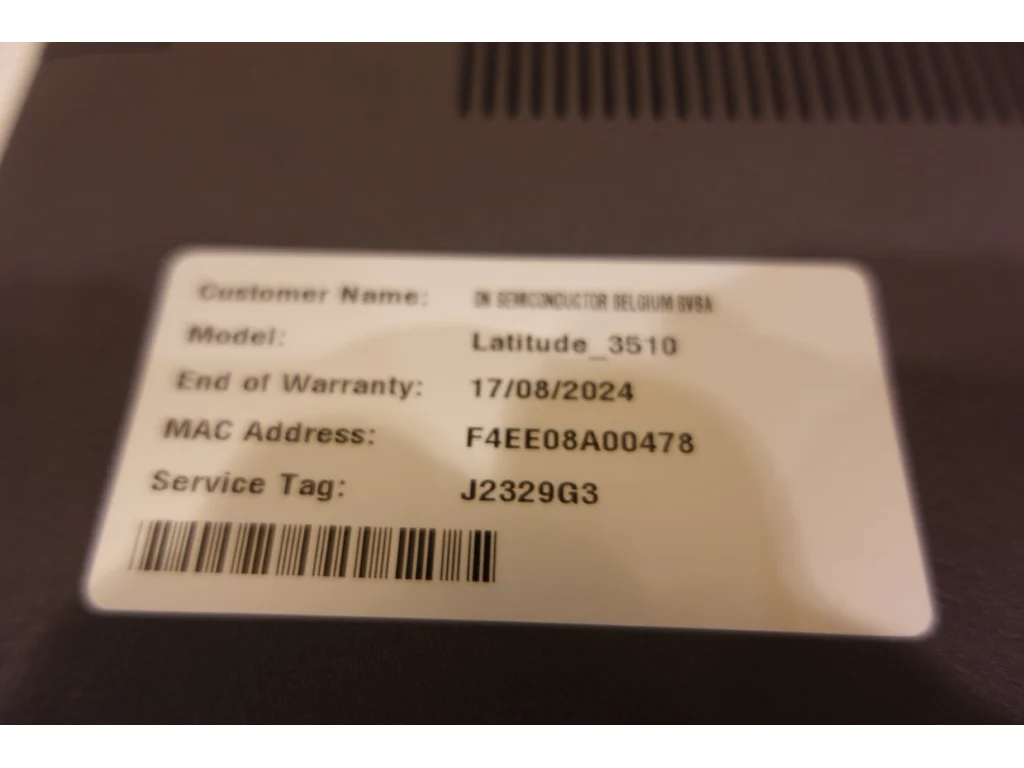 Customer Name: ON SEMICONDUCTOR BELGIUM BVBA
Model: Latitude_3510
End of Warranty: 17/08/2024
MAC Address: F4EE08A00478
Service Tag: J2329G3